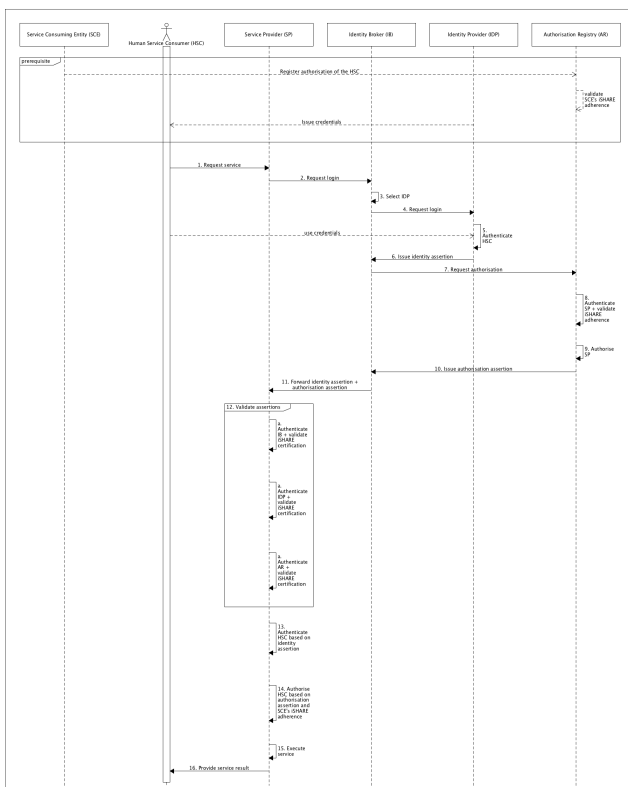 Service Consuming Entity (SCE)
Human Service Consumer (HSC)
Service Provider (SP)
Identity Broker (IB)
Identity Provider (IDP)
Authorisation Registry (AR)
prerequisite
Register authorisation of the HSC
validate
SCE's iSHARE
adherence
Issue credentials
1. Request service
2. Request login
3. Select IDP
4. Request login
use credentials
5.
Authenticate
HSC
6. Issue identity assertion
7. Request authorisation
8.
Authenticate
SP + validate
iSHARE
adherence
9. Authorise
SP
10. Issue authorisation assertion
11. Forward identity assertion +
authorisation assertion
12. Validate assertions
a.
Authenticate
IB + validate
iSHARE
certification
a.
Authenticate
IDP +
validate
iSHARE
certification
a.
Authenticate
AR +
validate
iSHARE
certification
13.
Authenticate
HSC based on
identity
assertion
14. Authorise
HSC based on
authorisation
assertion and
SCE's iSHARE
adherence
15. Execute
service
16. Provide service result